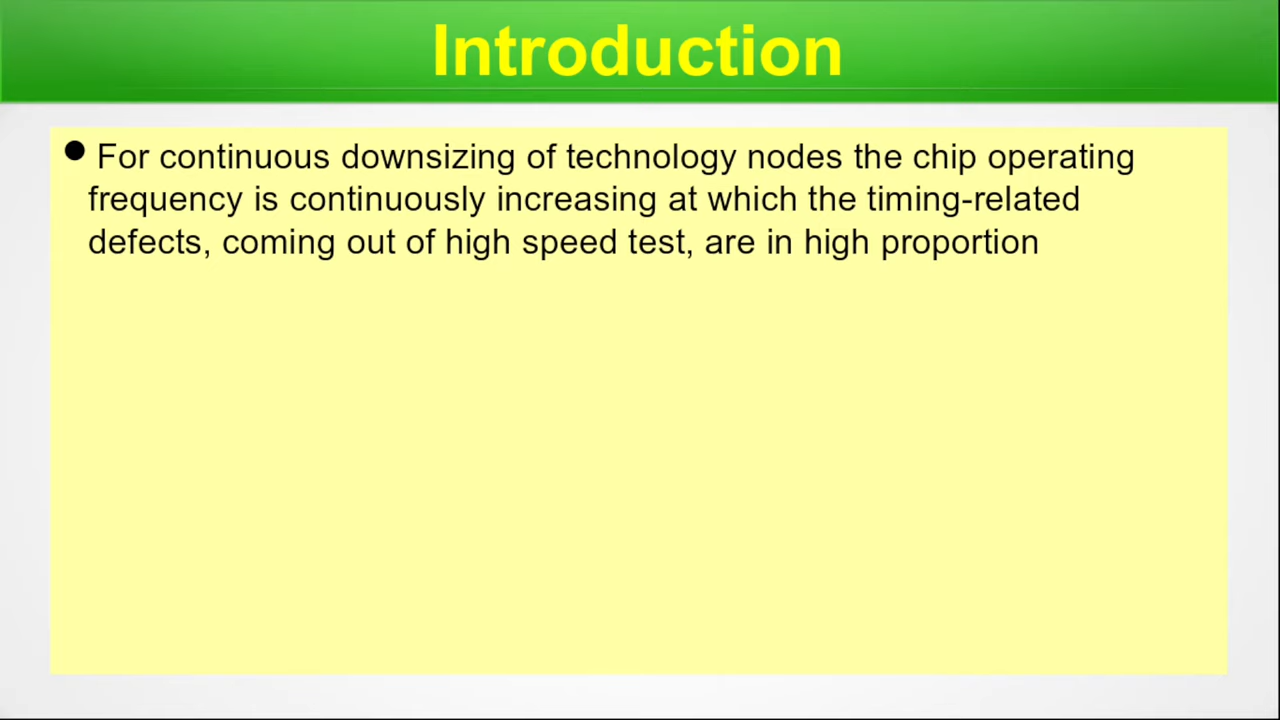 Introduction
● For continuous downsizing of technology nodes the chip operating
frequency is continuously increasing at which the timing-related
defects, coming out of high speed test, are in high proportion